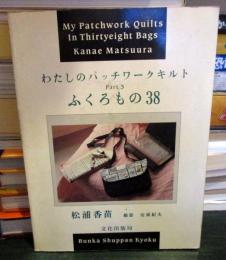 My Patchwork Quilts
In Thirtyeight Bags
Kanae Matsuura
わたしのパッチワークキルト
Part 3
ふくろもの38
松浦香苗
撮影
文化出版局
Bunka Shuppan Kyoku